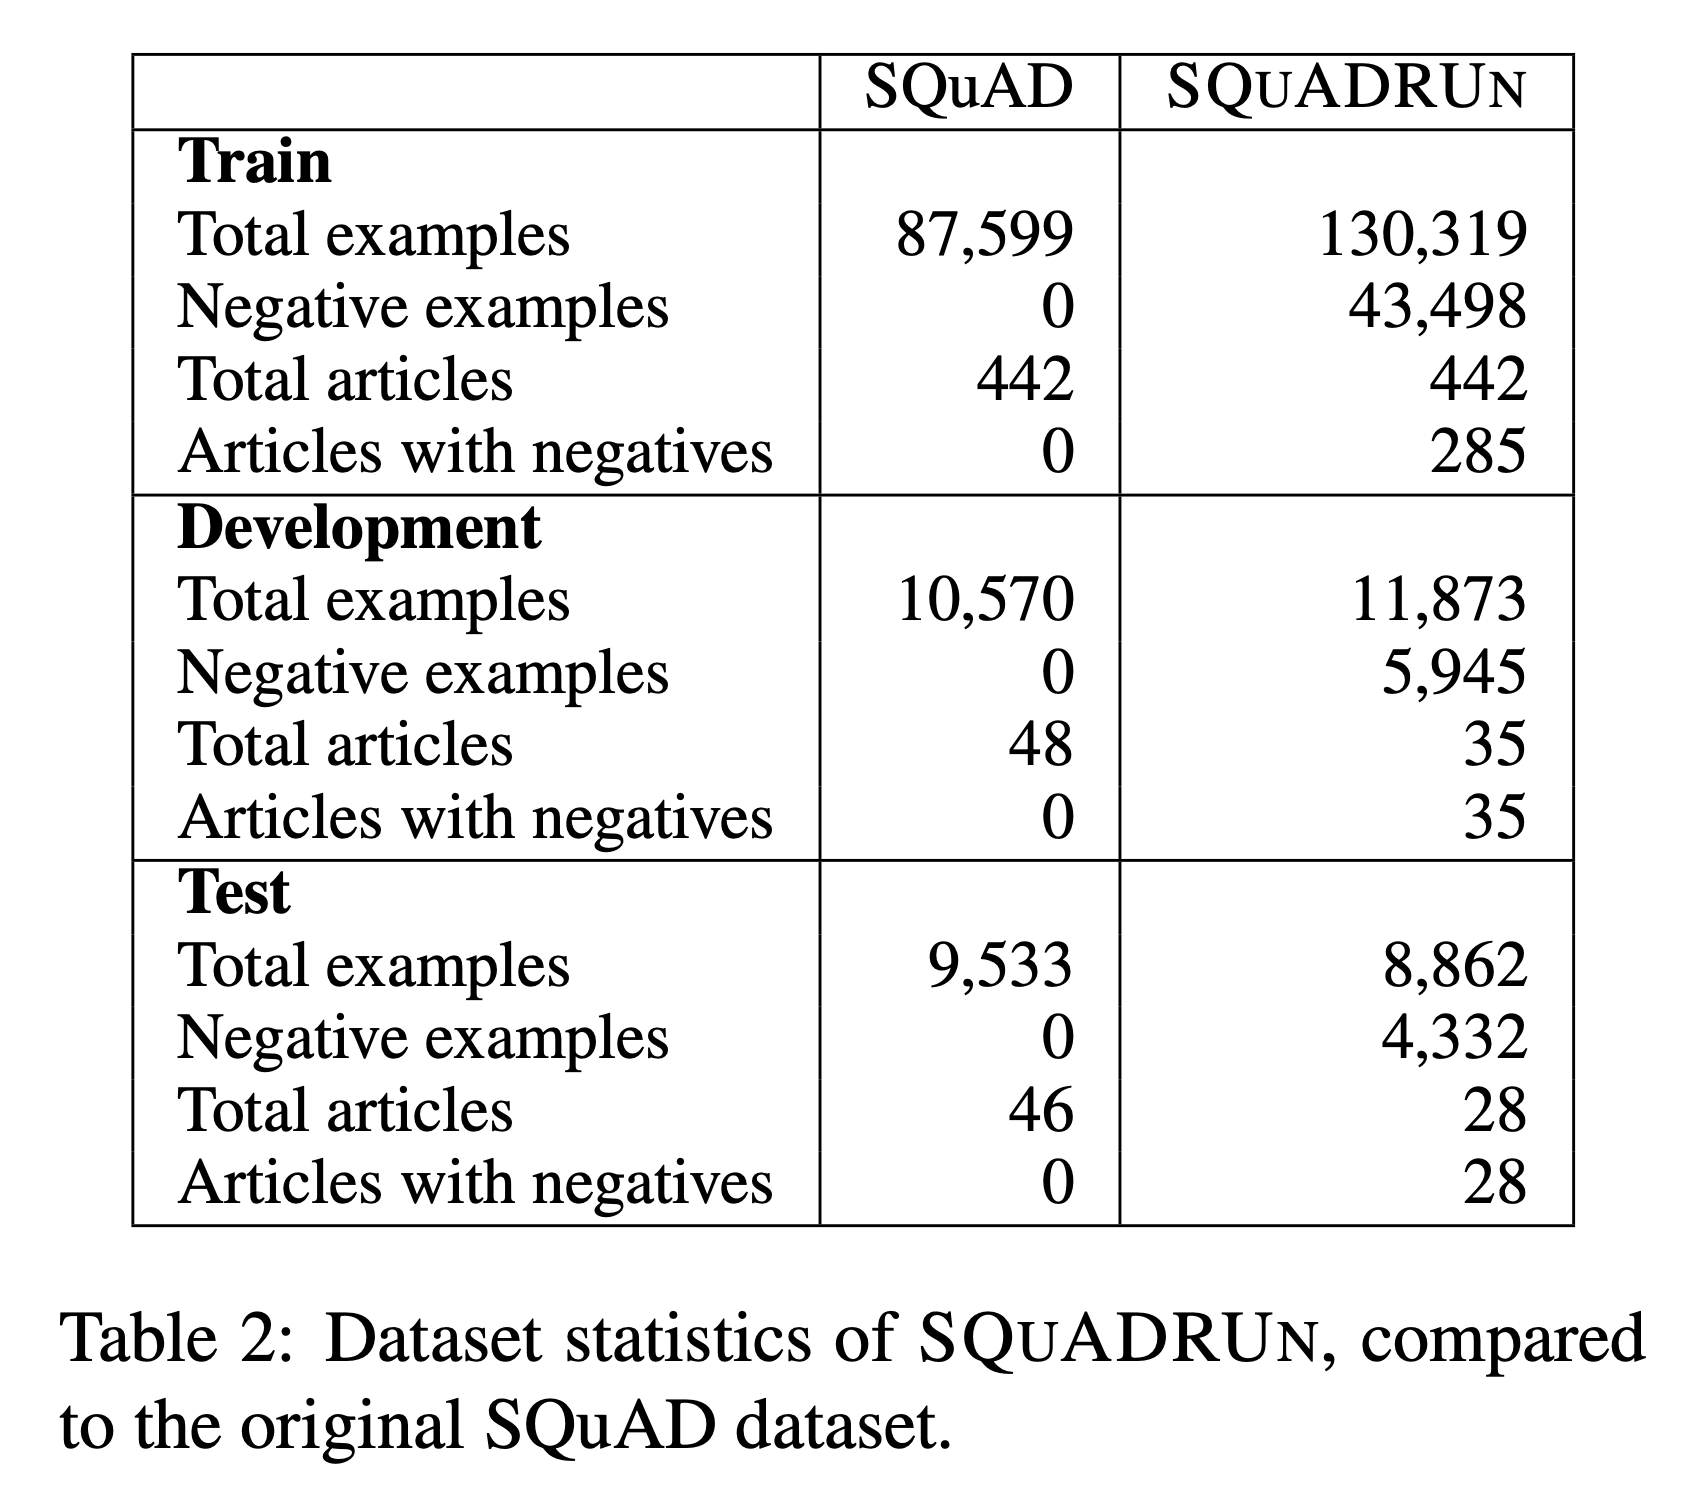 SQuAD SQUADRUN
Train
Total examples 87,599 130,319
Negative examples 0 43,498
Total articles 442 442
Articles with negatives 0 285
Development
Total examples 10,570 11,873
Negative examples 0 5,945
Total articles 48 35
Articles with negatives 0 35
Test
Total examples 9,533 8,862
Negative examples 0 4,332
Total articles 46 28
Articles with negatives 0 28
Table 2: Dataset statistics of SQUADRUN, compared
to the original SQuAD dataset.